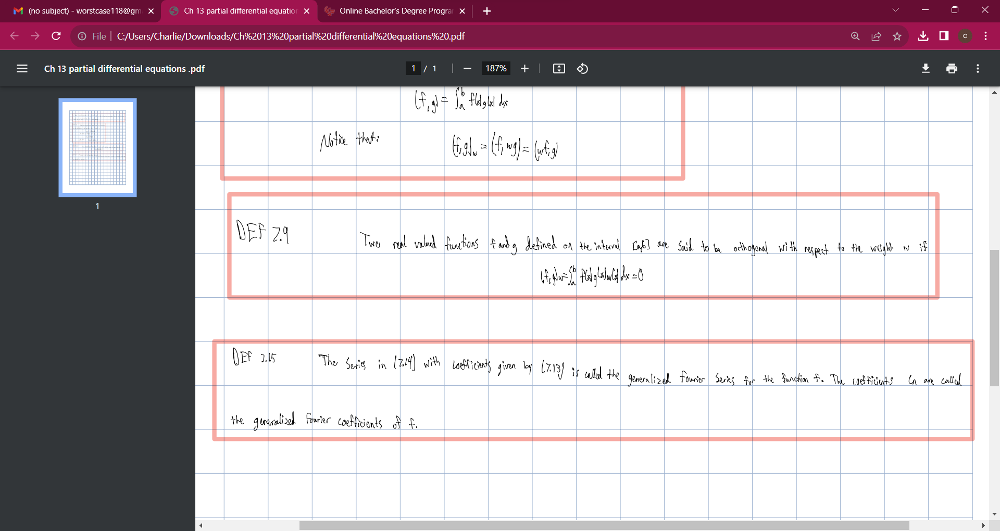 (no subject) - worstcase118@gm
Ch 13 partial differential equation
Online Bachelor's Degree Progra
File
C:/Users/Charlie/Downloads/Ch%2013%20partial%20differential%20equations%20.pdf
c
Ch 13 partial differential equations .pdf
1 / 1
187%
1
(f,g) = ∫_a^b f(x)g(x) dx
Notice that: (f,g)_w = (f, wg) = (wf, g)
DEF 7.9 Two real valued functions f and g defined on the interval [a,b] are said to be orthogonal with respect to the weight w if
(f,g)w = ∫_a^b f(x)g(x)w(x) dx = 0
DEF 7.15 The series in (7.14) with coefficients given by (7.13) is called the generalized fourier series for the function f. The coefficients Cn are called
the generalized Fourier coefficients of f.